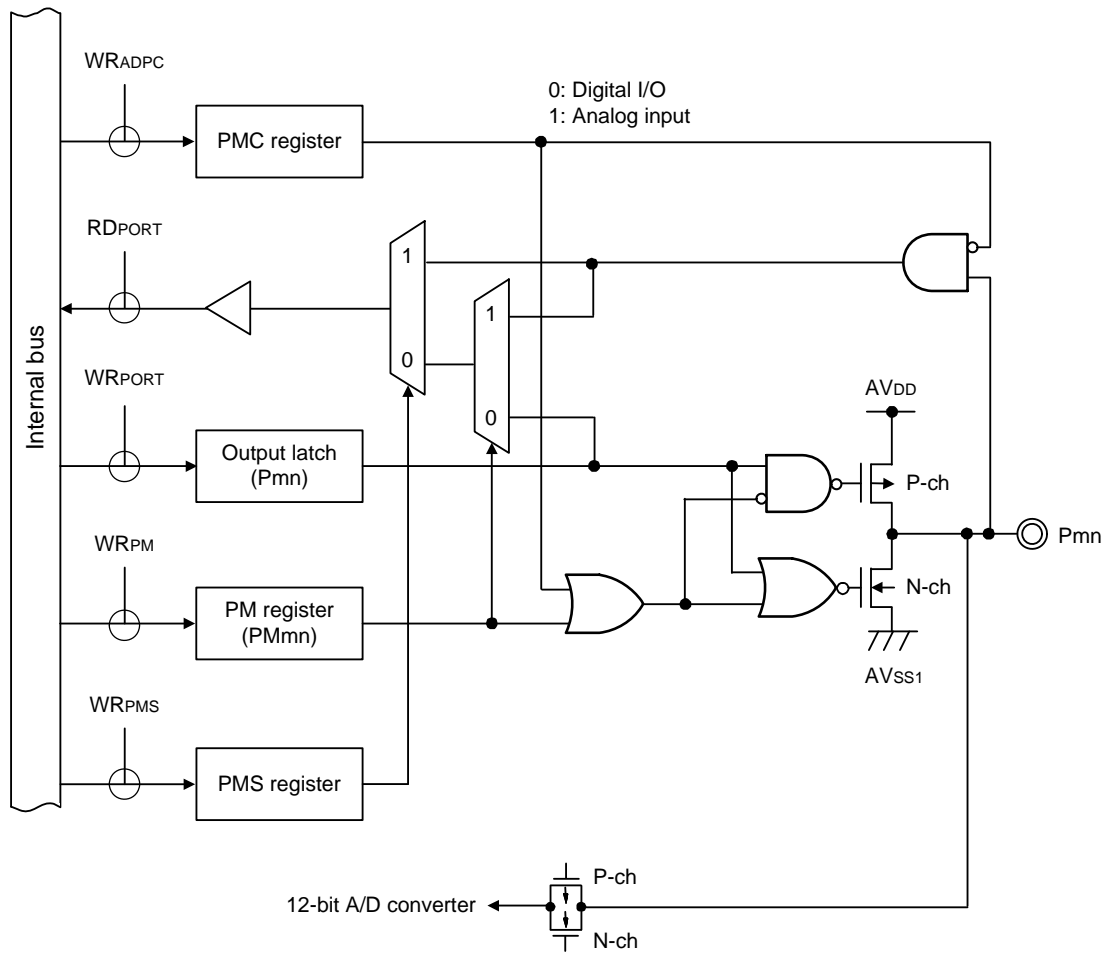 WRADPC
0: Digital I/O
1: Analog input
PMC register
RDPORT
1
1
Internal bus
0
WRPORT
AVDD
0
Output latch
(Pmn)
P-ch
Pmn
WRPM
N-ch
PM register
(PMmn)
AVSS1
WRPMS
PMS register
P-ch
12-bit A/D converter
N-ch